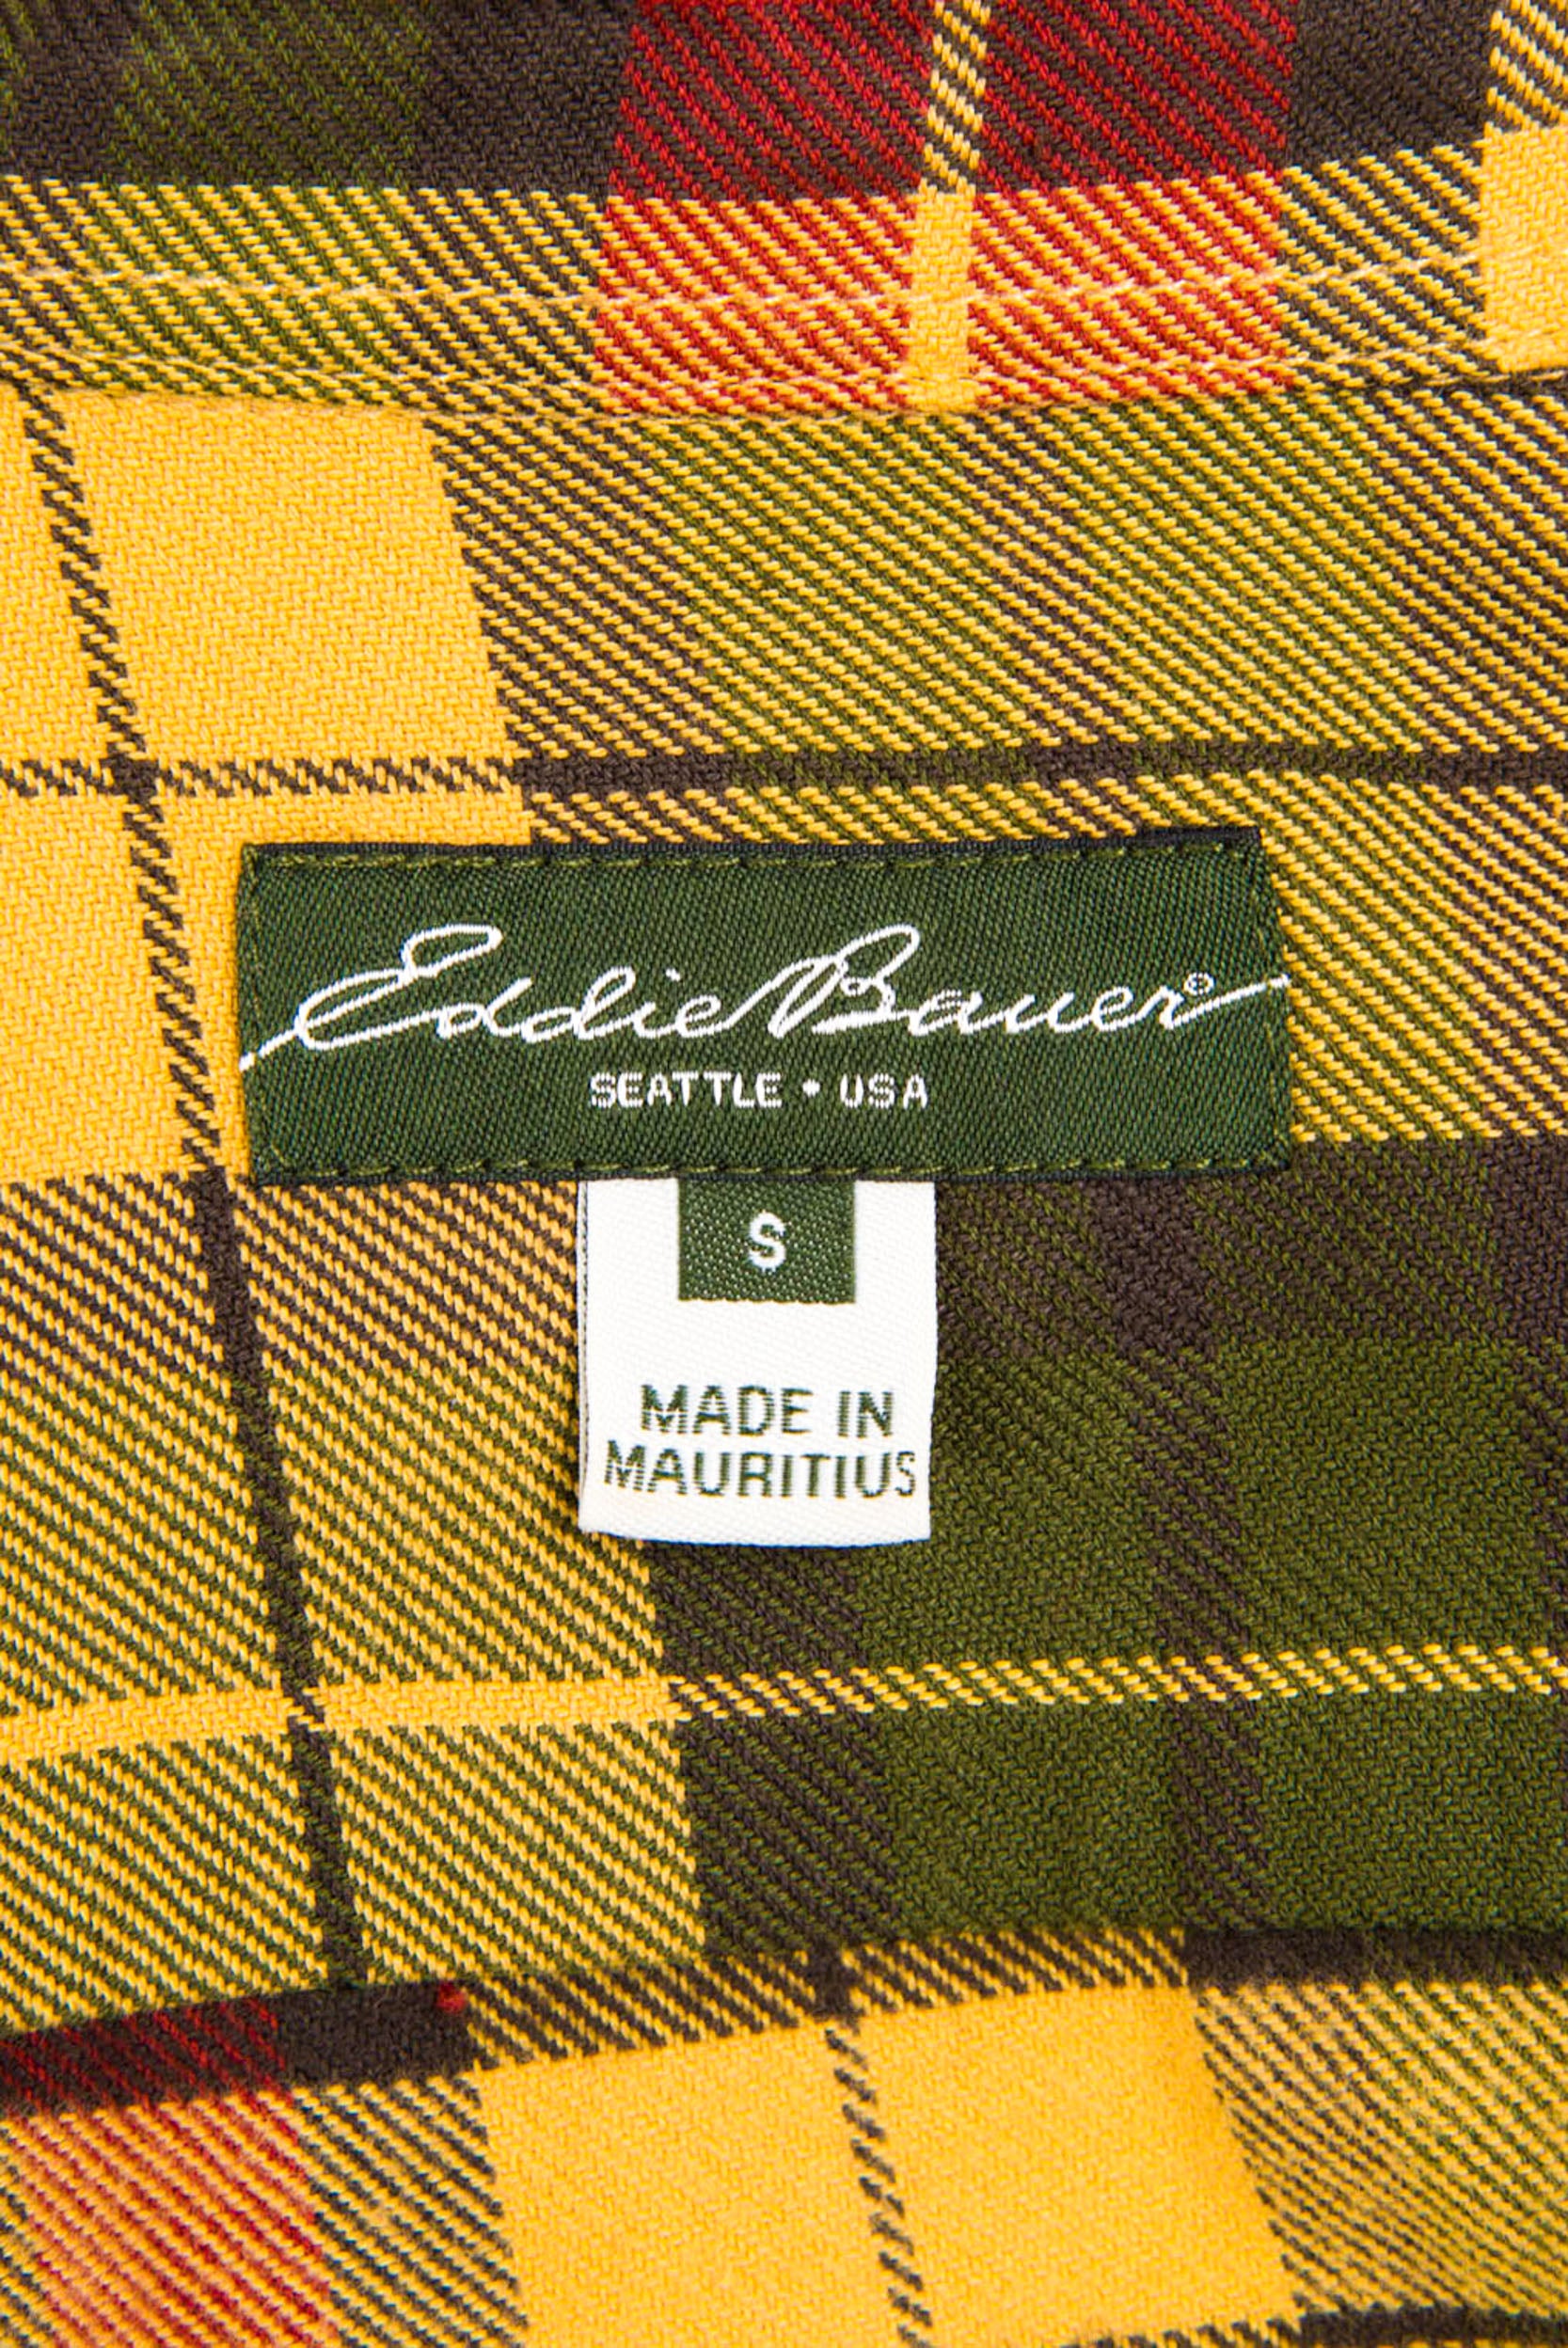 Eddie Bauer®
SEATTLE • USA
S
MADE IN
MAURITIUS